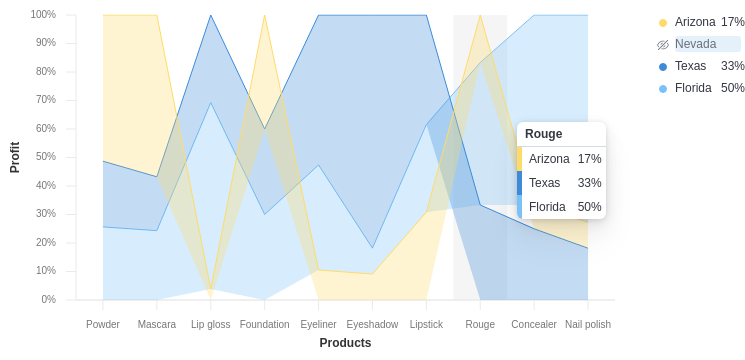 100%
90%
80%
70%
60%
50%
40%
30%
20%
10%
0%
Profit
Powder Mascara Lip gloss Foundation Eyeliner Eyeshadow Lipstick Rouge Concealer Nail polish
Products
Arizona 17%
Nevada
Texas 33%
Florida 50%
Rouge
Arizona 17%
Texas 33%
Florida 50%